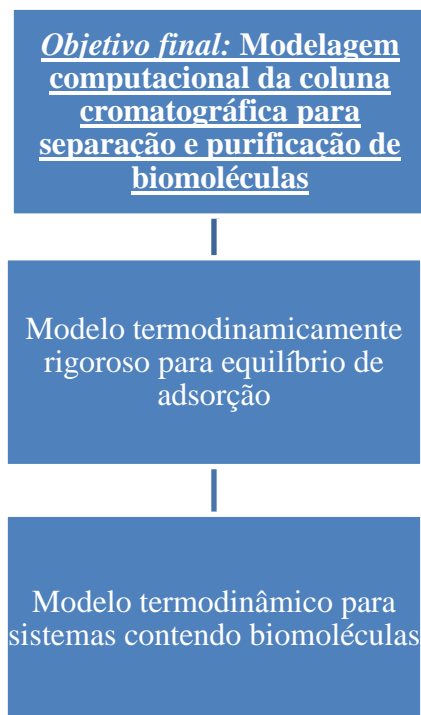 Objetivo final: Modelagem
computacional da coluna
cromatográfica para
separação e purificação de
biomoléculas
Modelo termodinamicamente
rigoroso para equilíbrio de
adsorção
Modelo termodinâmico para
sistemas contendo biomoléculas